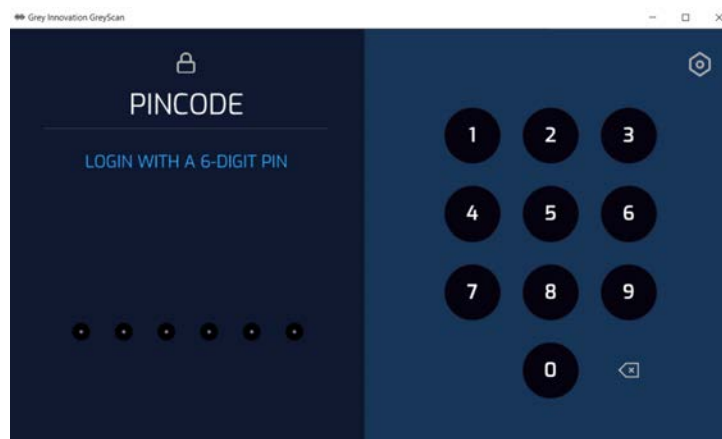 Grey Innovation GreyScan
PINCODE
LOGIN WITH A 6-DIGIT PIN
1 2 3
4 5 6
7 8 9
0